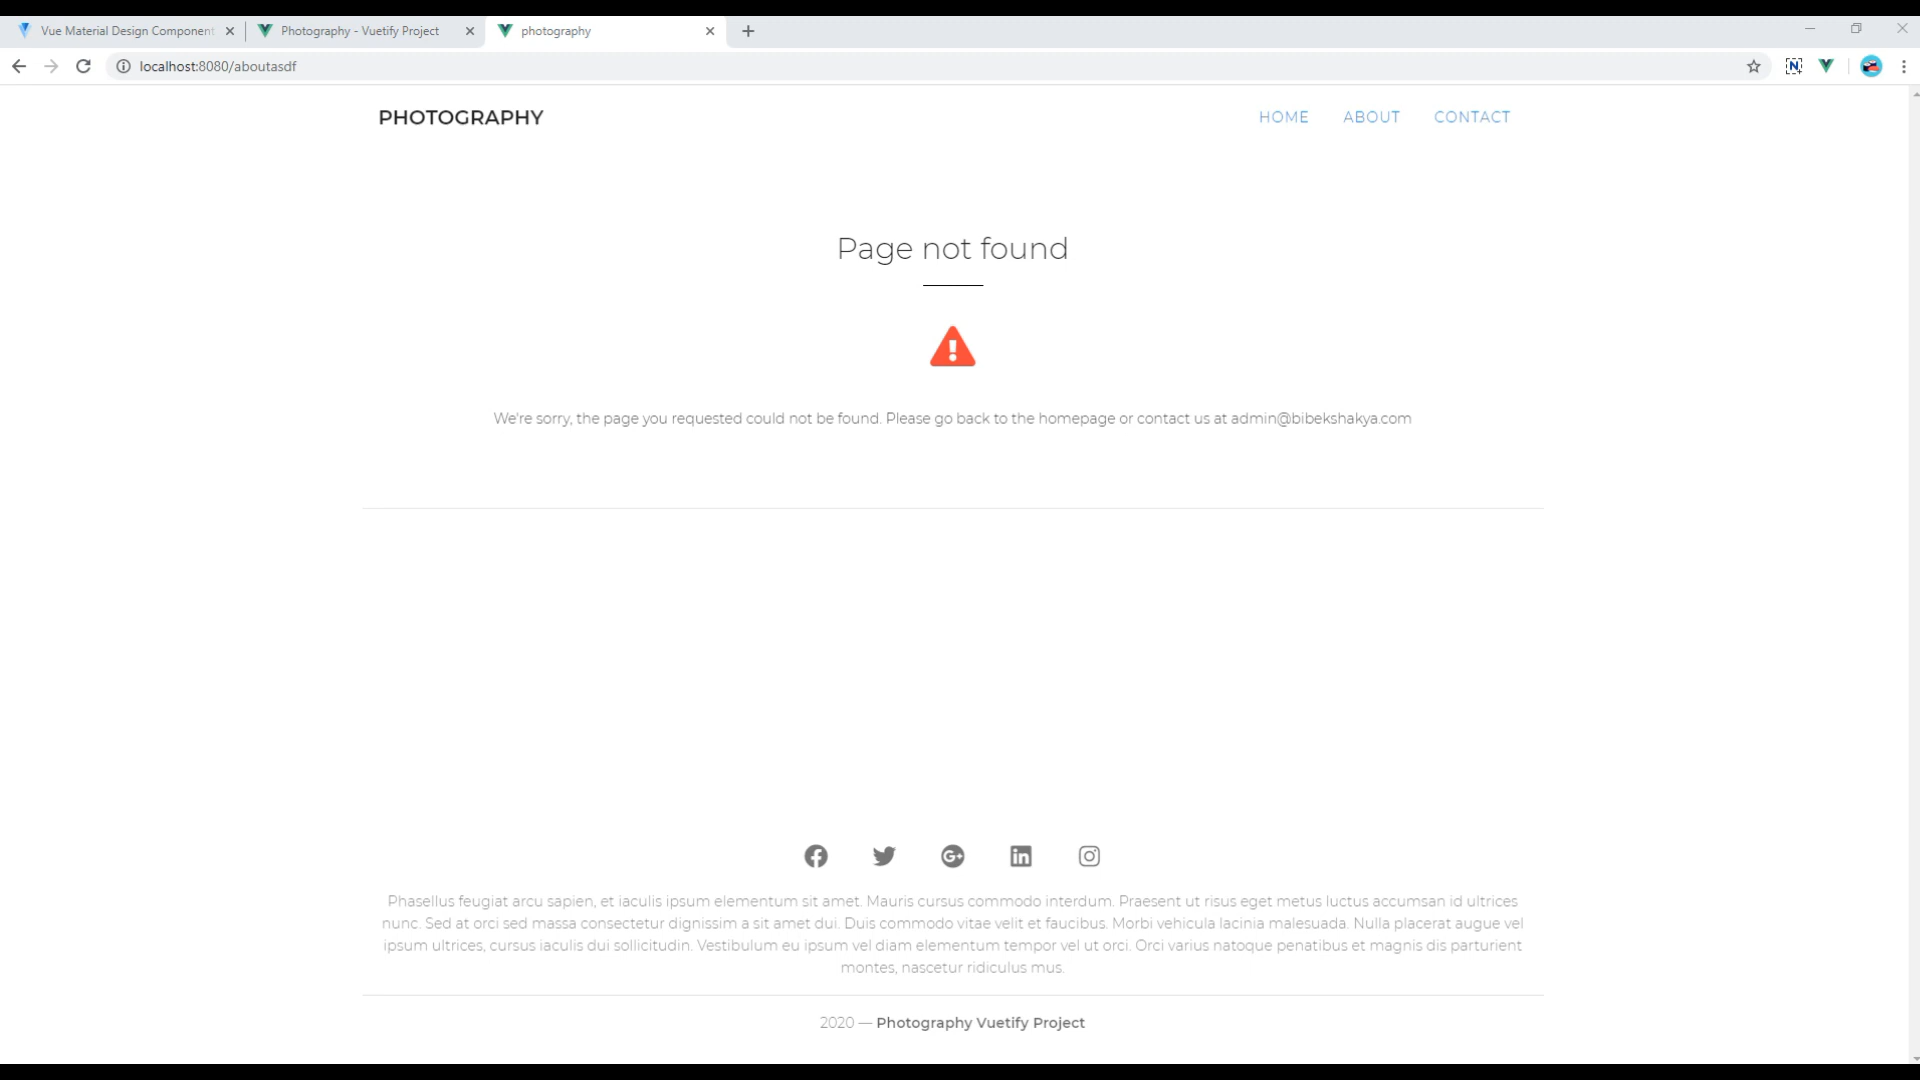 Vue Material Design Component
Photography - Vuetify Project
photography
localhost:8080/aboutasdf
PHOTOGRAPHY
HOME
ABOUT
CONTACT
Page not found
We're sorry, the page you requested could not be found. Please go back to the homepage or contact us at admin@bibekshakya.com
Phasellus feugiat arcu sapien, et iaculis ipsum elementum sit amet. Mauris cursus commodo interdum. Praesent ut risus eget metus luctus accumsan id ultrices
nunc. Sed at orci sed massa consectetur dignissim a sit amet dui. Duis commodo vitae velit et faucibus. Morbi vehicula lacinia malesuada. Nulla placerat augue vel
ipsum ultrices, cursus iaculis dui sollicitudin. Vestibulum eu ipsum vel diam elementum tempor vel ut orci. Orci varius natoque penatibus et magnis dis parturient
montes, nascetur ridiculus mus.
2020 — Photography Vuetify Project